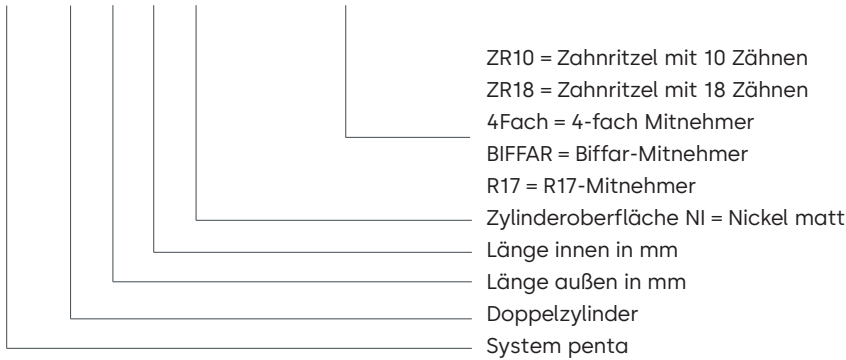 ZR10 = Zahnritzel mit 10 Zähnen
ZR18 = Zahnritzel mit 18 Zähnen
4Fach = 4-fach Mitnehmer
BIFFAR = Biffar-Mitnehmer
R17 = R17-Mitnehmer
Zylinderoberfläche NI = Nickel matt
Länge innen in mm
Länge außen in mm
Doppelzylinder
System penta